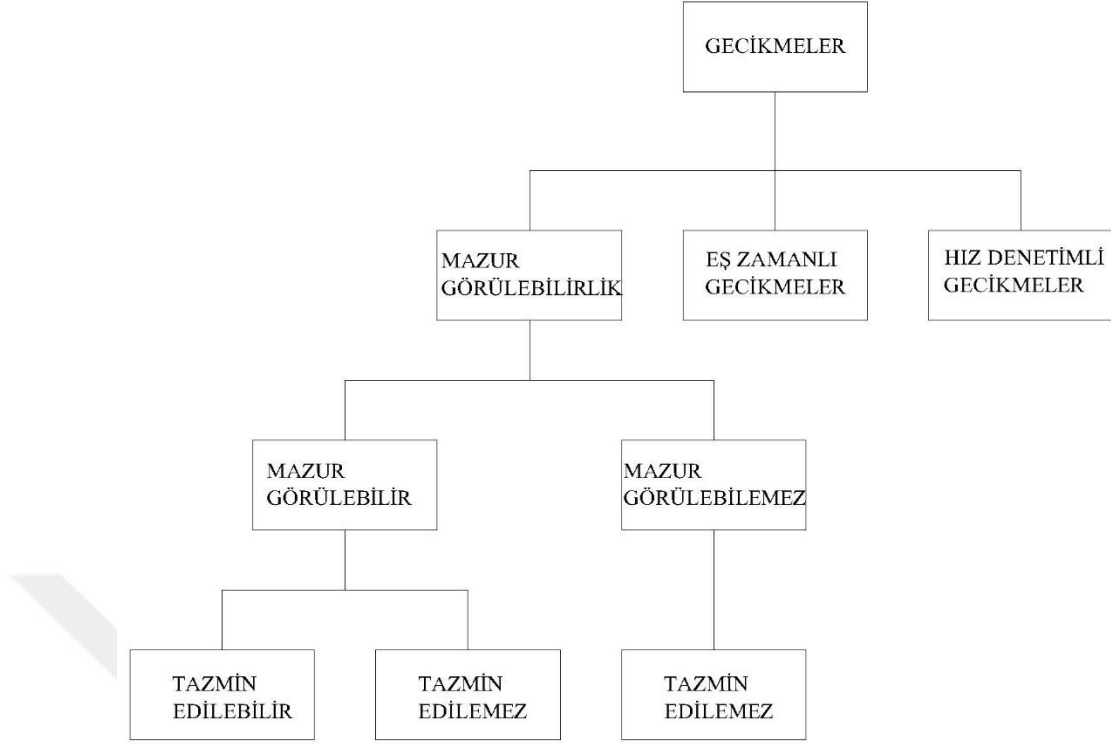 GECİKMELER
MAZUR
GÖRÜLEBİLİRLİK
EŞ ZAMANLI
GECİKMELER
HIZ DENETİMLİ
GECİKMELER
MAZUR
GÖRÜLEBİLİR
MAZUR
GÖRÜLEBİLEMEZ
TAZMİN
EDİLEBİLİR
TAZMİN
EDİLEMEZ
TAZMİN
EDİLEMEZ